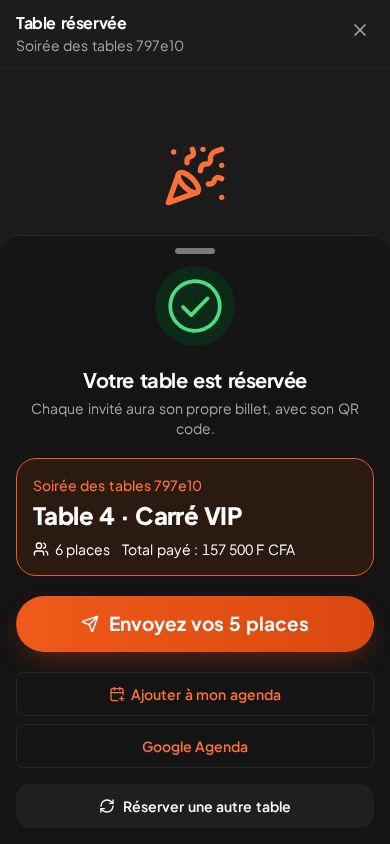 Table réservée
Soirée des tables 797e10
Votre table est réservée
Chaque invité aura son propre billet, avec son QR
code.
Soirée des tables 797e10
Table 4 · Carré VIP
6 places Total payé : 157 500 F CFA
Envoyez vos 5 places
Ajouter à mon agenda
Google Agenda
Réserver une autre table